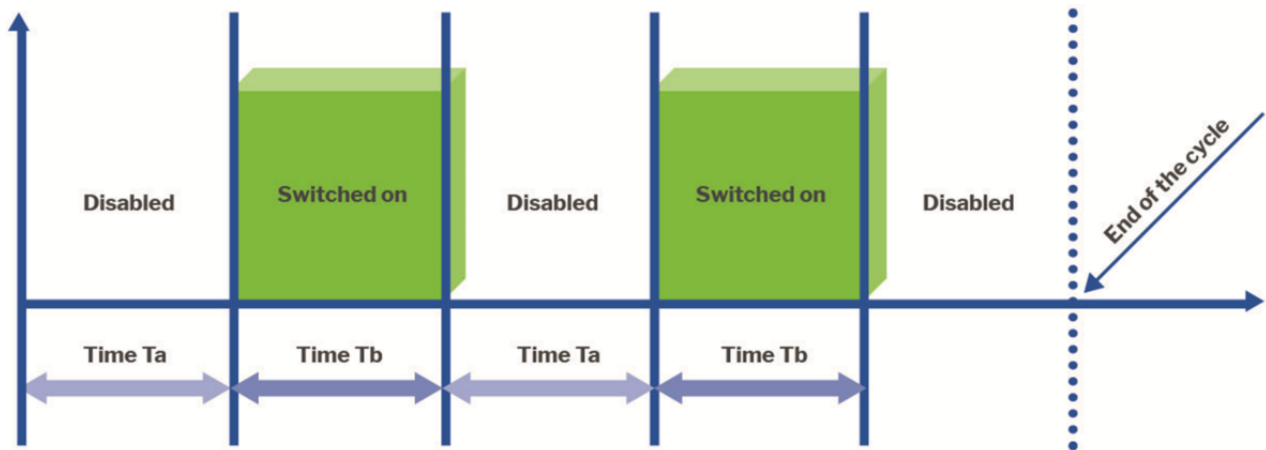 Disabled
Switched on
Disabled
Switched on
Disabled
End of the cycle
Time Ta
Time Tb
Time Ta
Time Tb